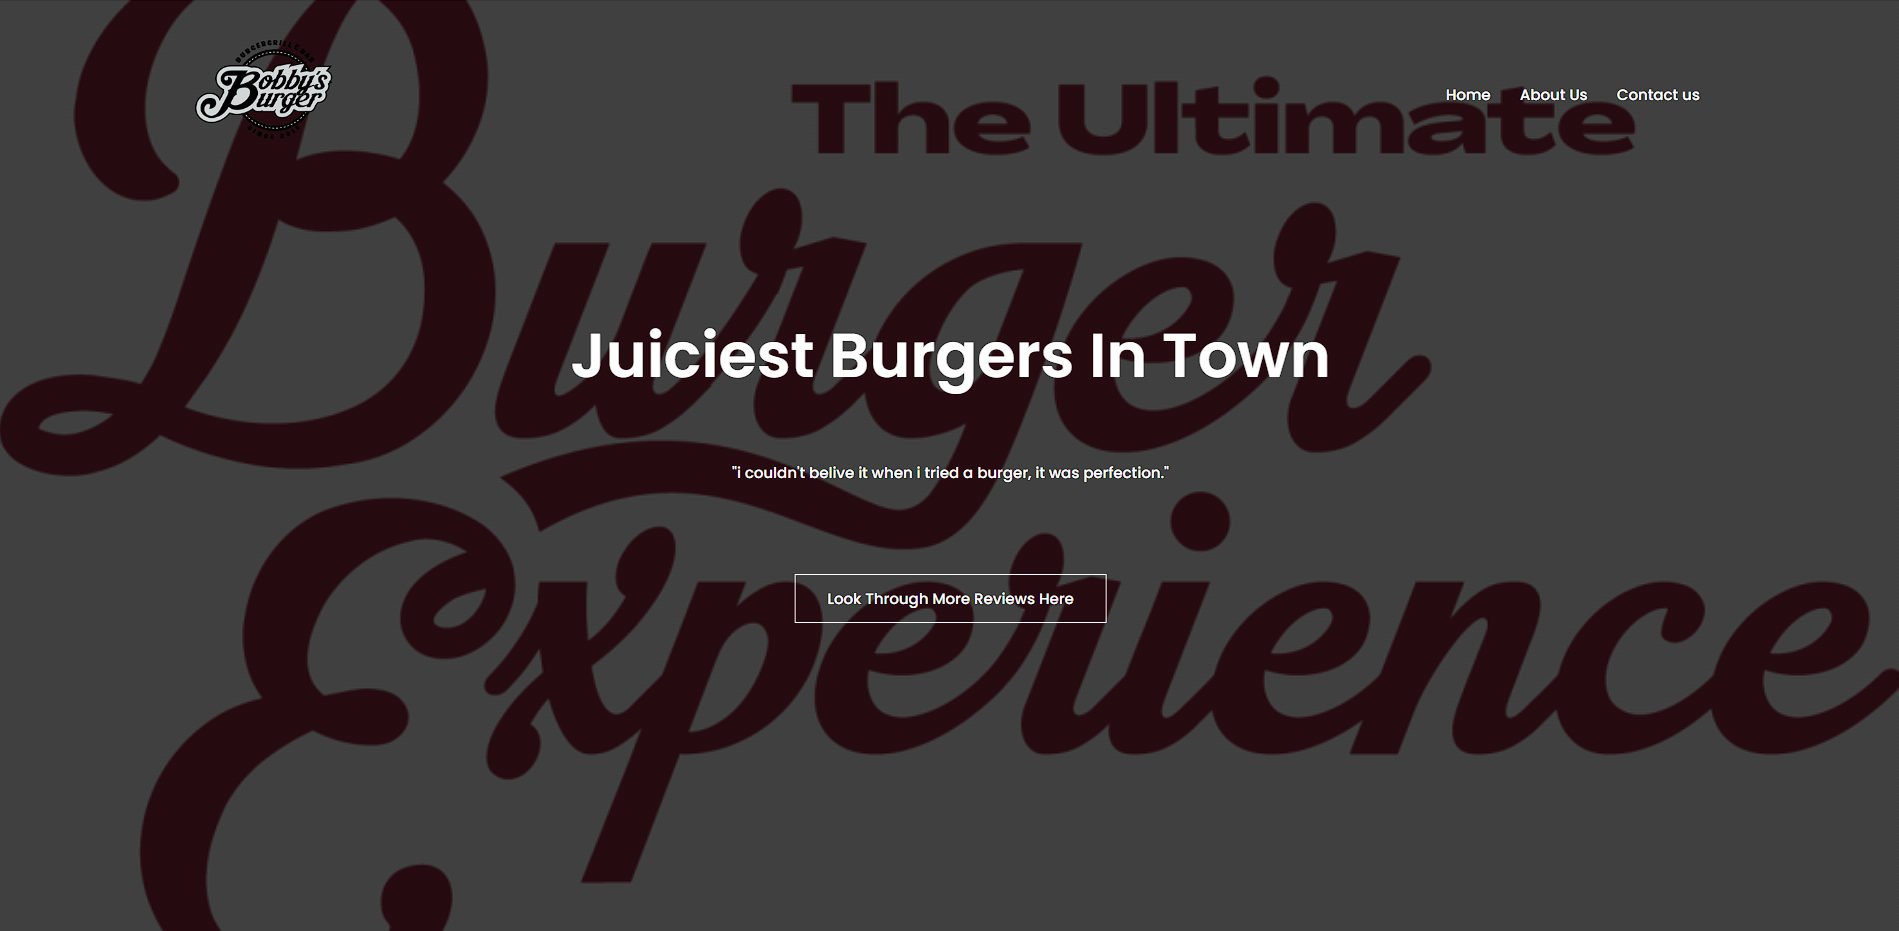 Bobby's
Burger
Home About Us Contact us
The Ultimate
Burger
Juiciest Burgers In Town
"i couldn't belive it when i tried a burger, it was perfection."
Experience
Look Through More Reviews Here